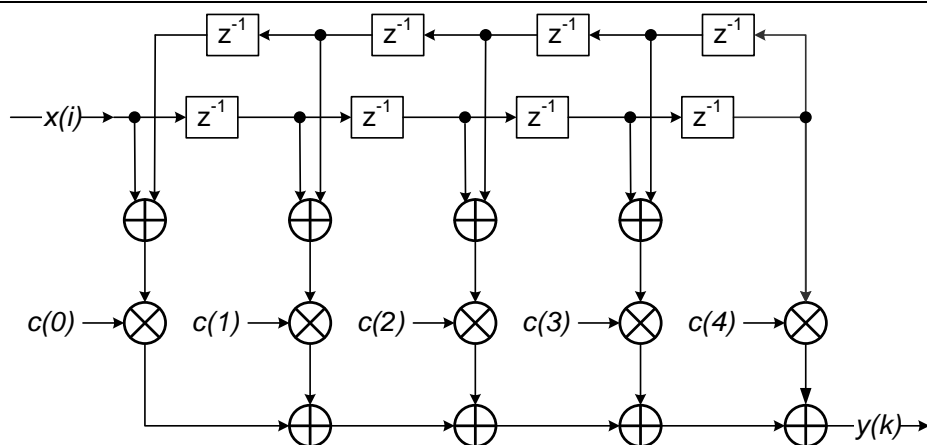 z⁻¹ z⁻¹ z⁻¹ z⁻¹
x(i) z⁻¹ z⁻¹ z⁻¹ z⁻¹
c(0) c(1) c(2) c(3) c(4)
y(k)